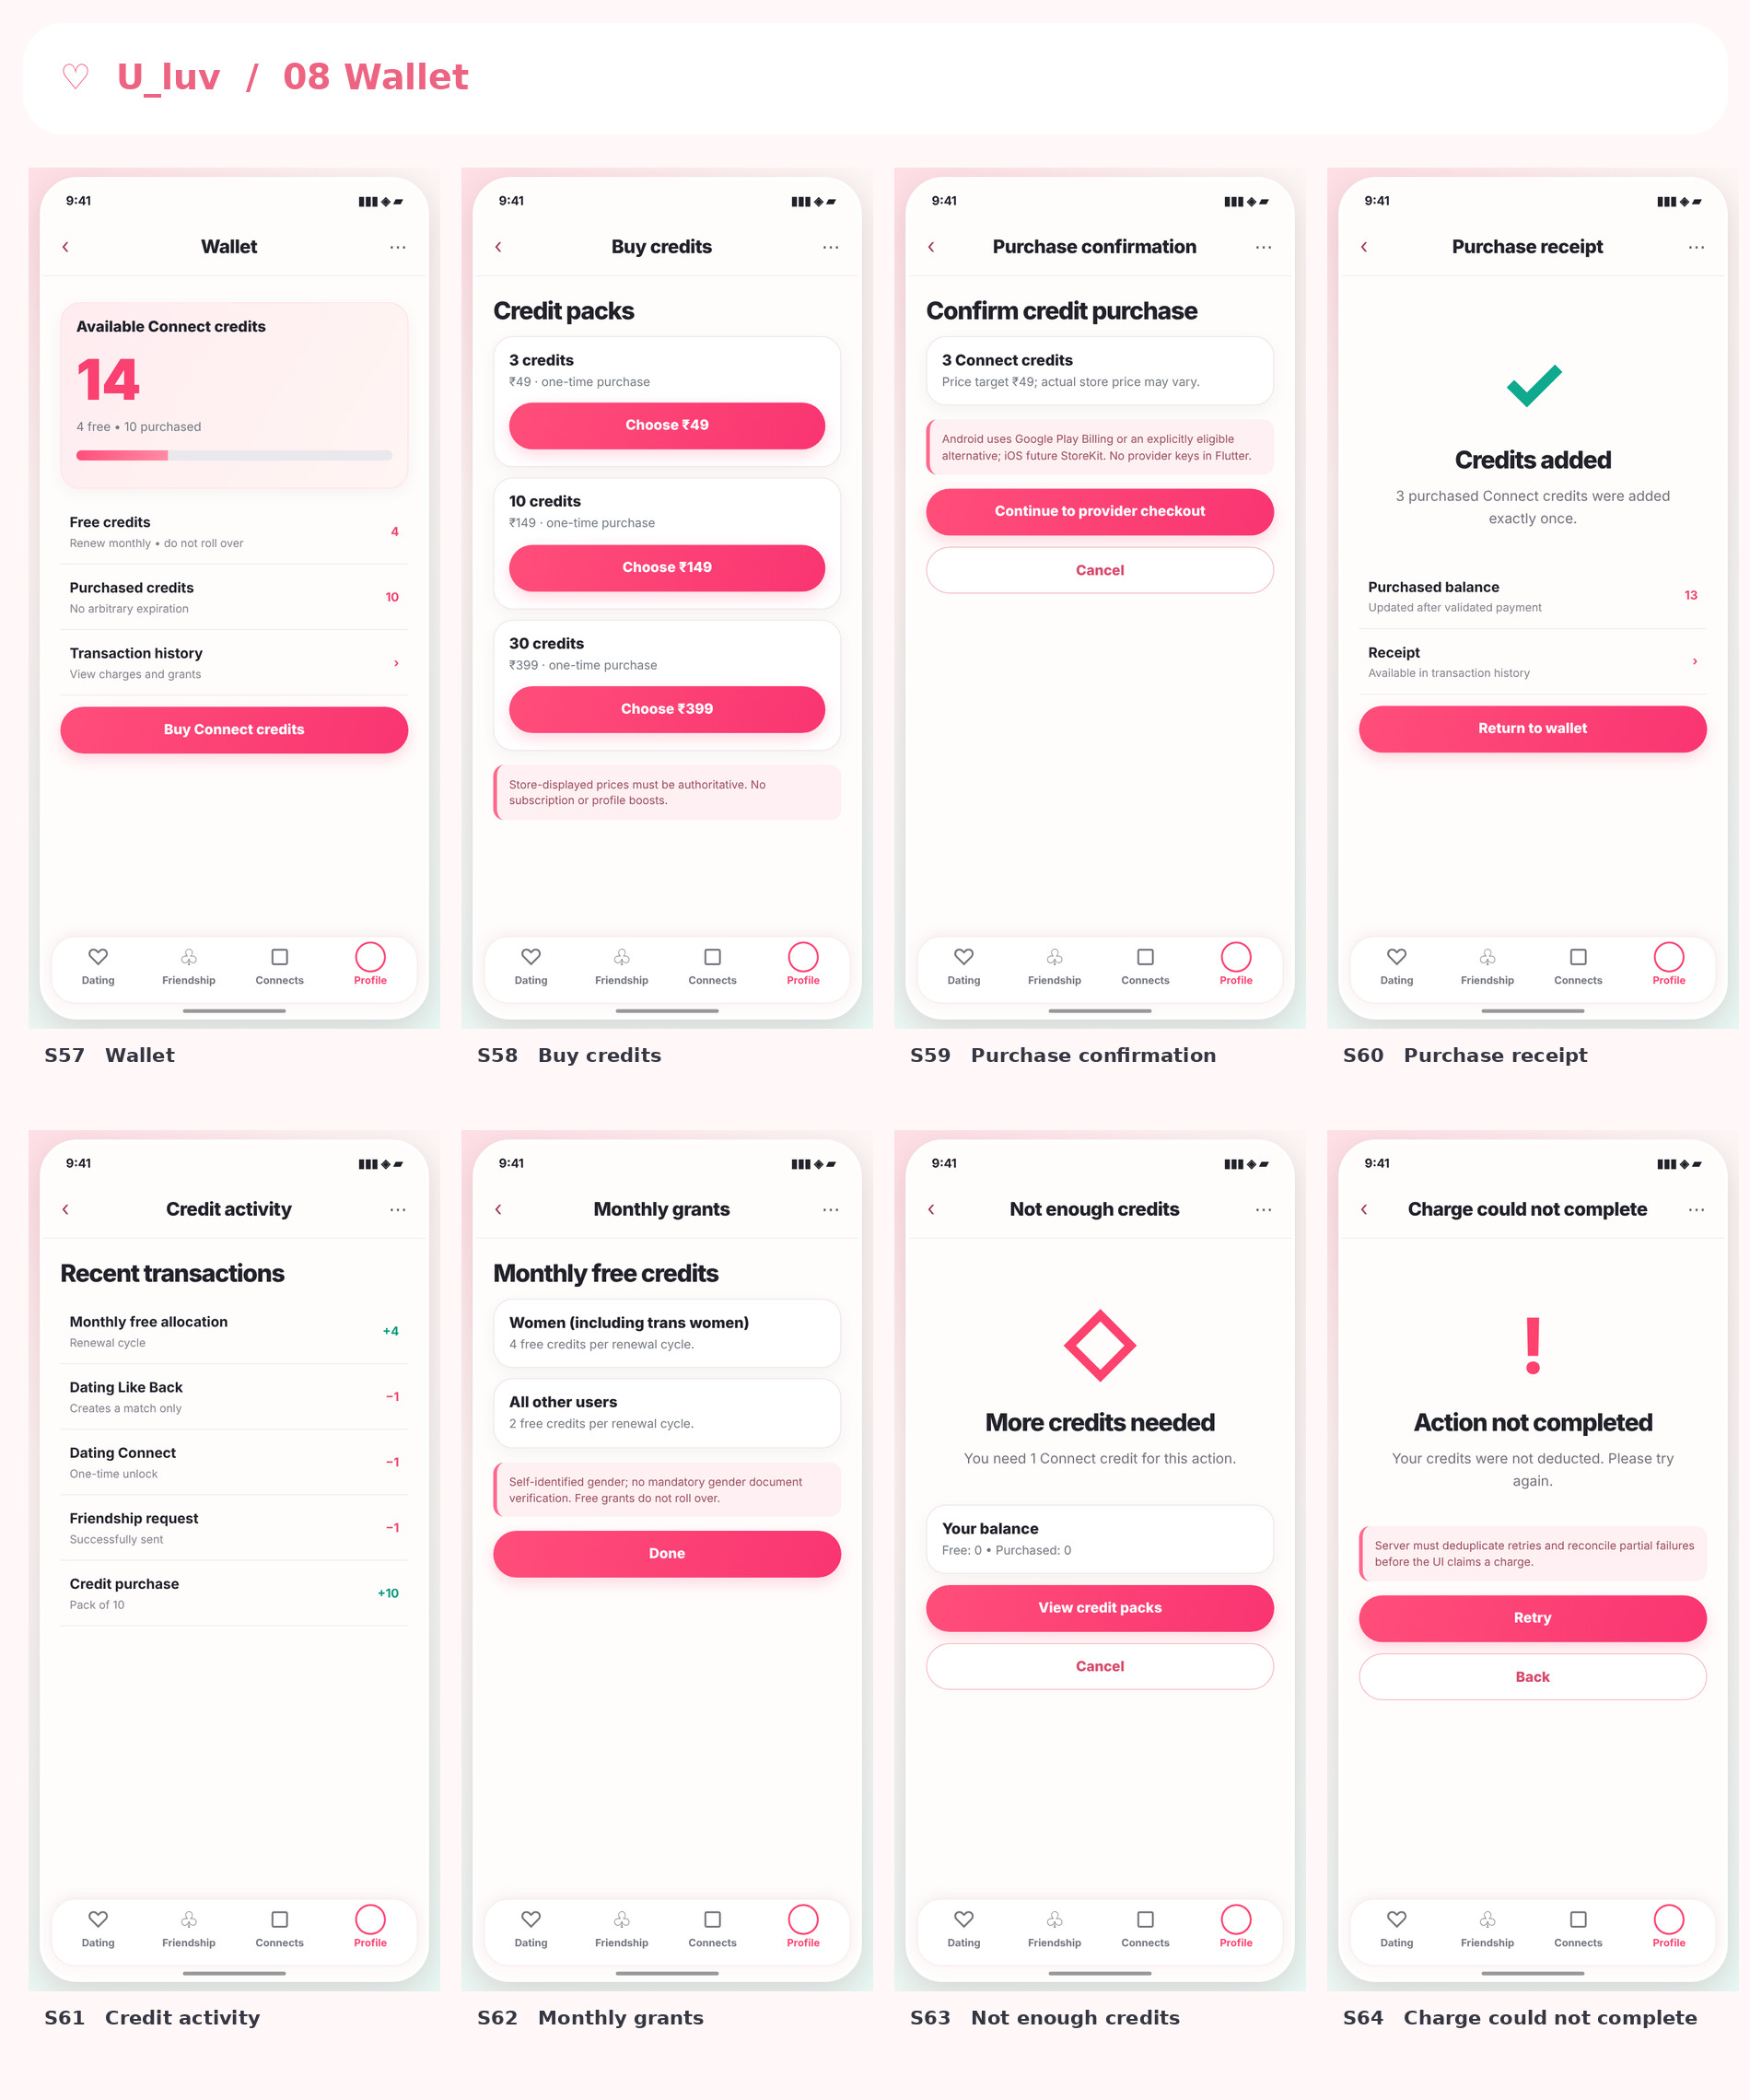 ♡ U_luv / 08 Wallet
9:41
‹ Wallet ⋯
Available Connect credits
14
4 free • 10 purchased
Free credits
Renew monthly • do not roll over
4
Purchased credits
No arbitrary expiration
10
Transaction history
View charges and grants
›
Buy Connect credits
Dating Friendship Connects Profile
S57 Wallet
9:41
‹ Buy credits ⋯
Credit packs
3 credits
₹49 · one-time purchase
Choose ₹49
10 credits
₹149 · one-time purchase
Choose ₹149
30 credits
₹399 · one-time purchase
Choose ₹399
Store-displayed prices must be authoritative. No
subscription or profile boosts.
Dating Friendship Connects Profile
S58 Buy credits
9:41
‹ Purchase confirmation ⋯
Confirm credit purchase
3 Connect credits
Price target ₹49; actual store price may vary.
Android uses Google Play Billing or an explicitly eligible
alternative; iOS future StoreKit. No provider keys in Flutter.
Continue to provider checkout
Cancel
Dating Friendship Connects Profile
S59 Purchase confirmation
9:41
‹ Purchase receipt ⋯
Credits added
3 purchased Connect credits were added
exactly once.
Purchased balance
Updated after validated payment
13
Receipt
Available in transaction history
›
Return to wallet
Dating Friendship Connects Profile
S60 Purchase receipt
9:41
‹ Credit activity ⋯
Recent transactions
Monthly free allocation
Renewal cycle
+4
Dating Like Back
Creates a match only
−1
Dating Connect
One-time unlock
−1
Friendship request
Successfully sent
−1
Credit purchase
Pack of 10
+10
Dating Friendship Connects Profile
S61 Credit activity
9:41
‹ Monthly grants ⋯
Monthly free credits
Women (including trans women)
4 free credits per renewal cycle.
All other users
2 free credits per renewal cycle.
Self-identified gender; no mandatory gender document
verification. Free grants do not roll over.
Done
Dating Friendship Connects Profile
S62 Monthly grants
9:41
‹ Not enough credits ⋯
More credits needed
You need 1 Connect credit for this action.
Your balance
Free: 0 • Purchased: 0
View credit packs
Cancel
Dating Friendship Connects Profile
S63 Not enough credits
9:41
‹ Charge could not complete ⋯
!
Action not completed
Your credits were not deducted. Please try
again.
Server must deduplicate retries and reconcile partial failures
before the UI claims a charge.
Retry
Back
Dating Friendship Connects Profile
S64 Charge could not complete